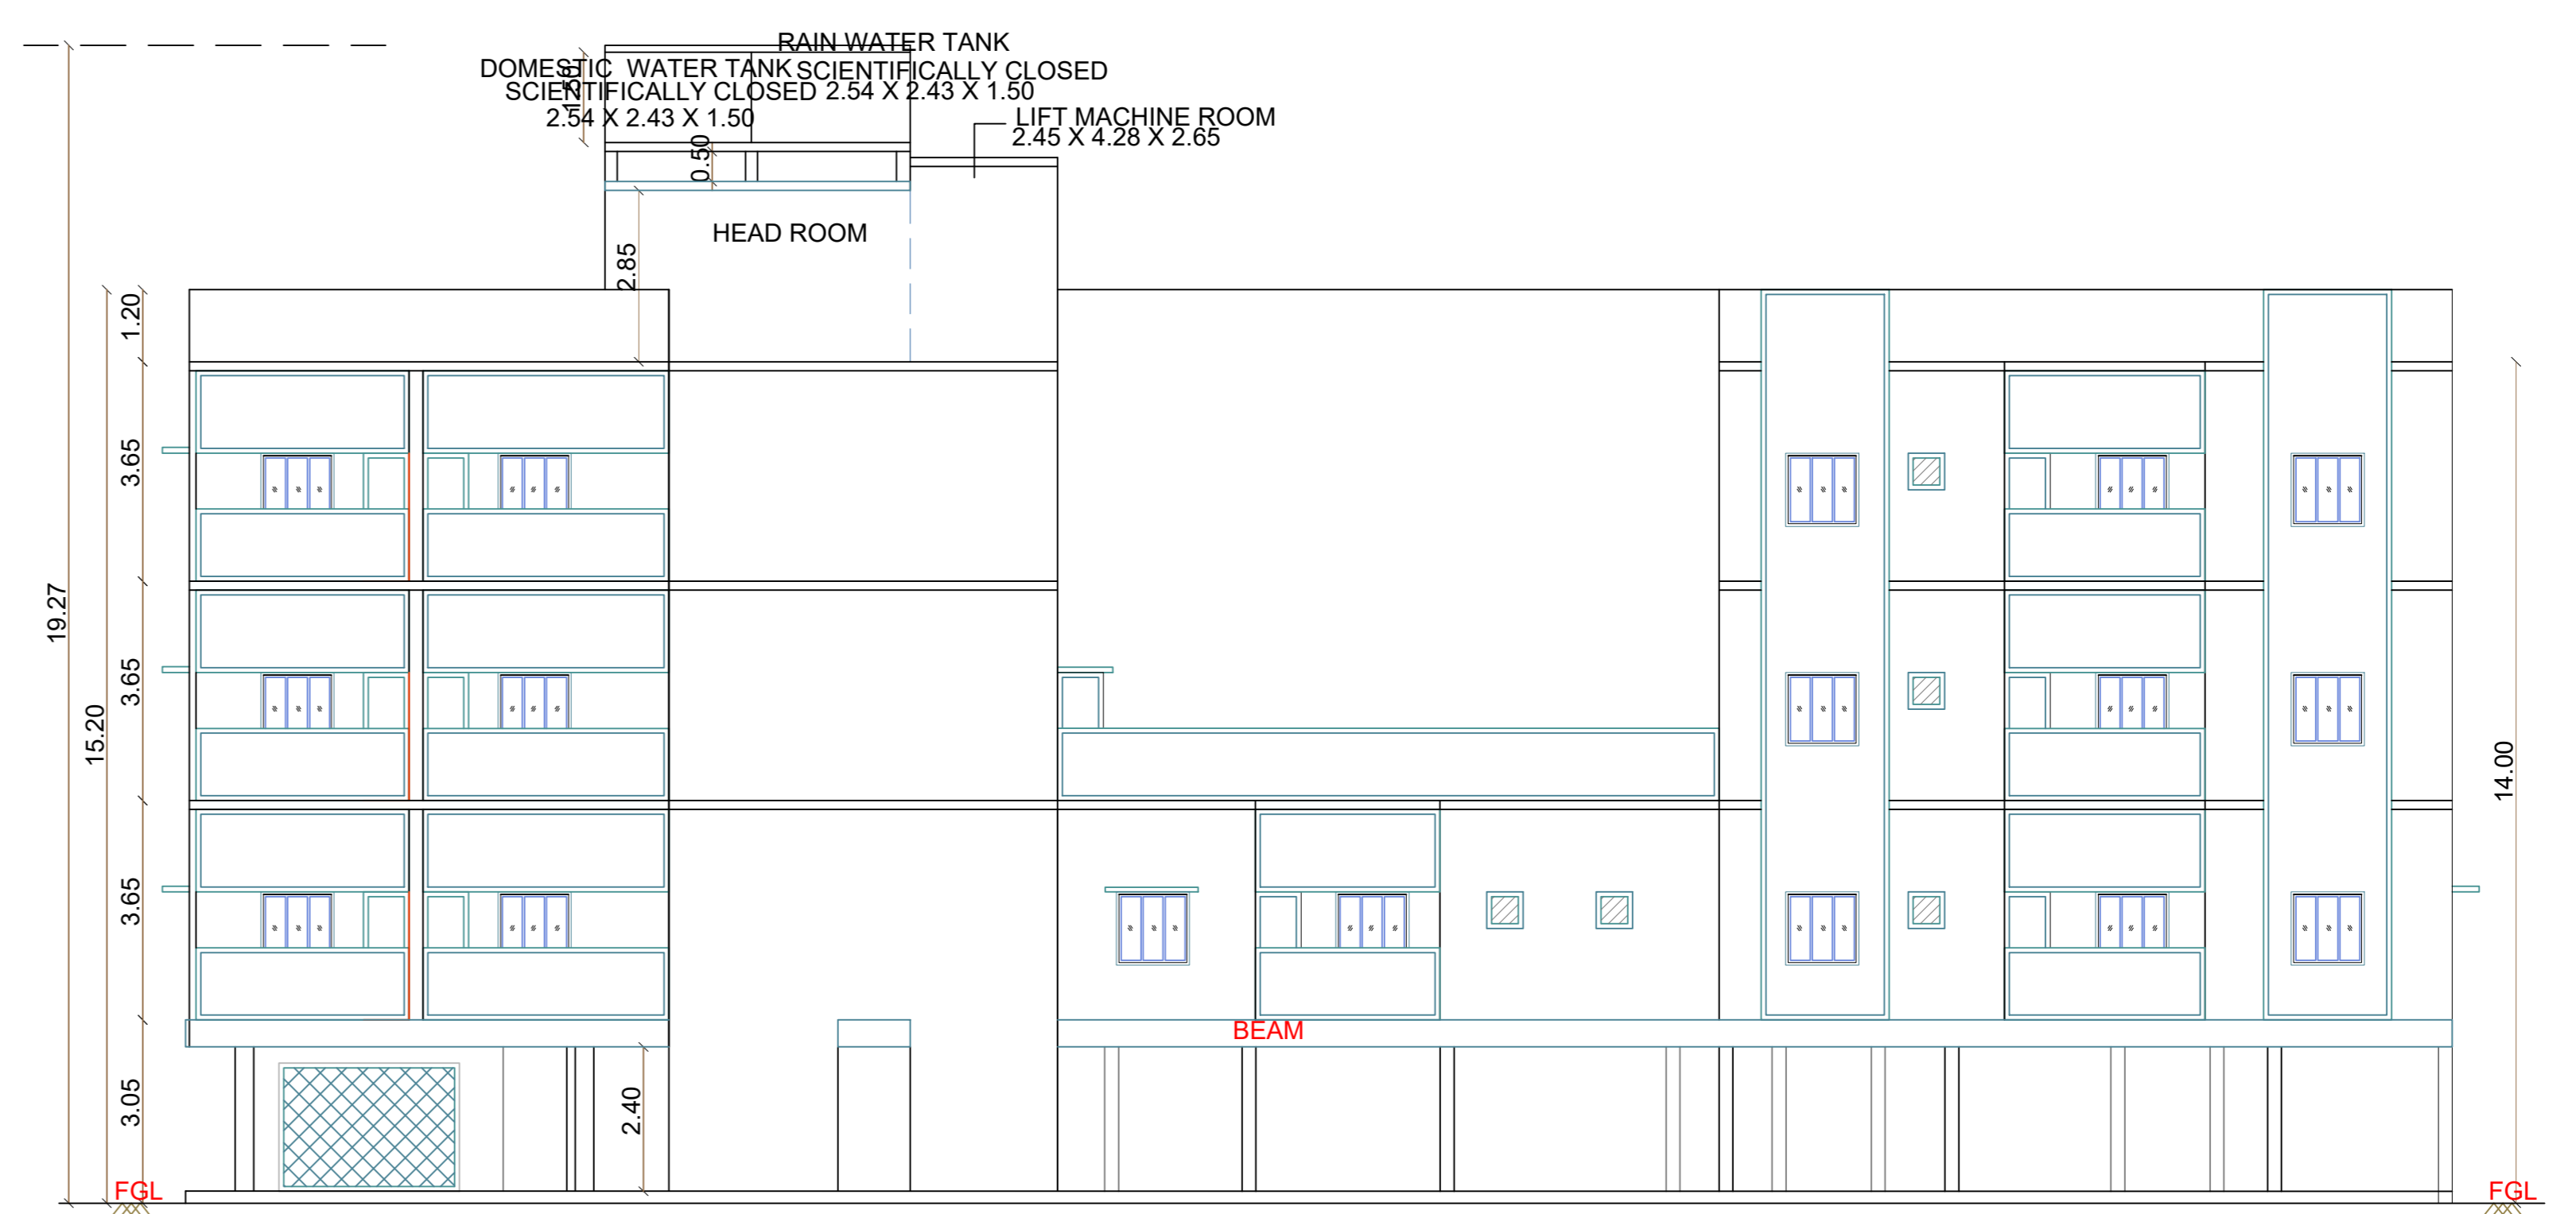 RAIN WATER TANK
SCIENTIFICALLY CLOSED
2.54 X 2.43 X 1.50
DOMESTIC WATER TANK
SCIENTIFICALLY CLOSED
2.54 X 2.43 X 1.50
1.50
LIFT MACHINE ROOM
2.45 X 4.28 X 2.65
0.50
HEAD ROOM
2.85
1.20
3.65
3.65
3.65
3.05
19.27
15.20
14.00
BEAM
2.40
FGL
FGL